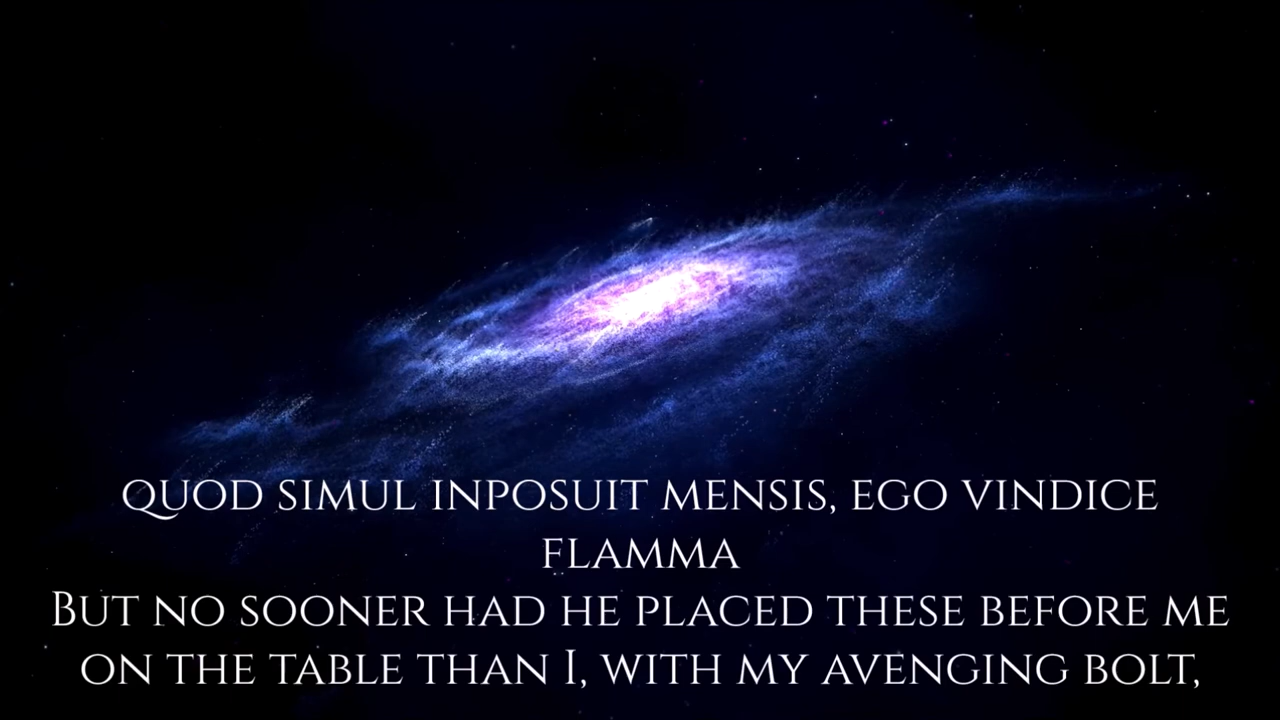 QUOD SIMUL INPOSUIT MENSIS, EGO VINDICE
FLAMMA
BUT NO SOONER HAD HE PLACED THESE BEFORE ME
ON THE TABLE THAN I, WITH MY AVENGING BOLT,